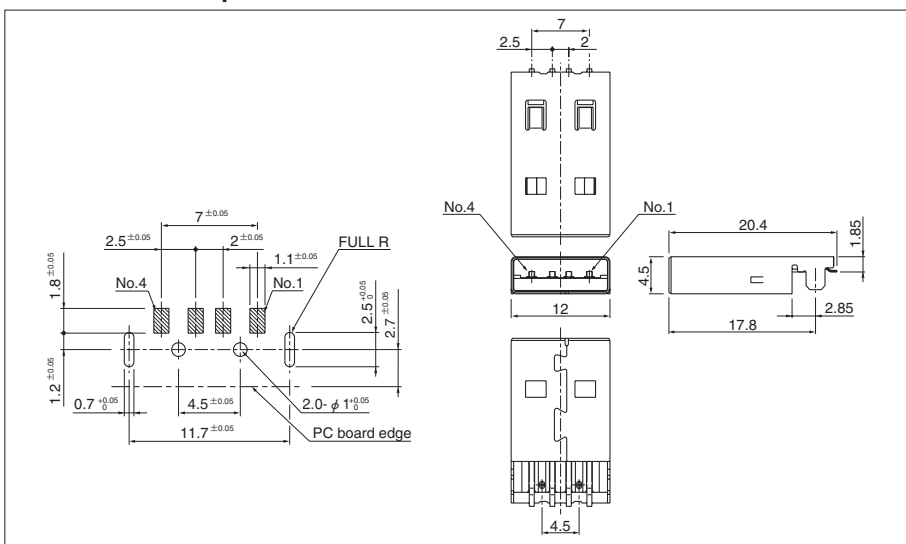 7
2.5
2
No.4
No.1
20.4
1.85
4.5
12
2.85
17.8
4.5
7 ±0.05
2.5 ±0.05
2 ±0.05
FULL R
1.1 ±0.05
1.8 ±0.05
No.4
No.1
2.5 +0.05 0
2.7 ±0.05
1.2 ±0.05
0.7 +0.05 0
4.5 ±0.05
2.0- φ 1 +0.05 0
11.7 ±0.05
PC board edge